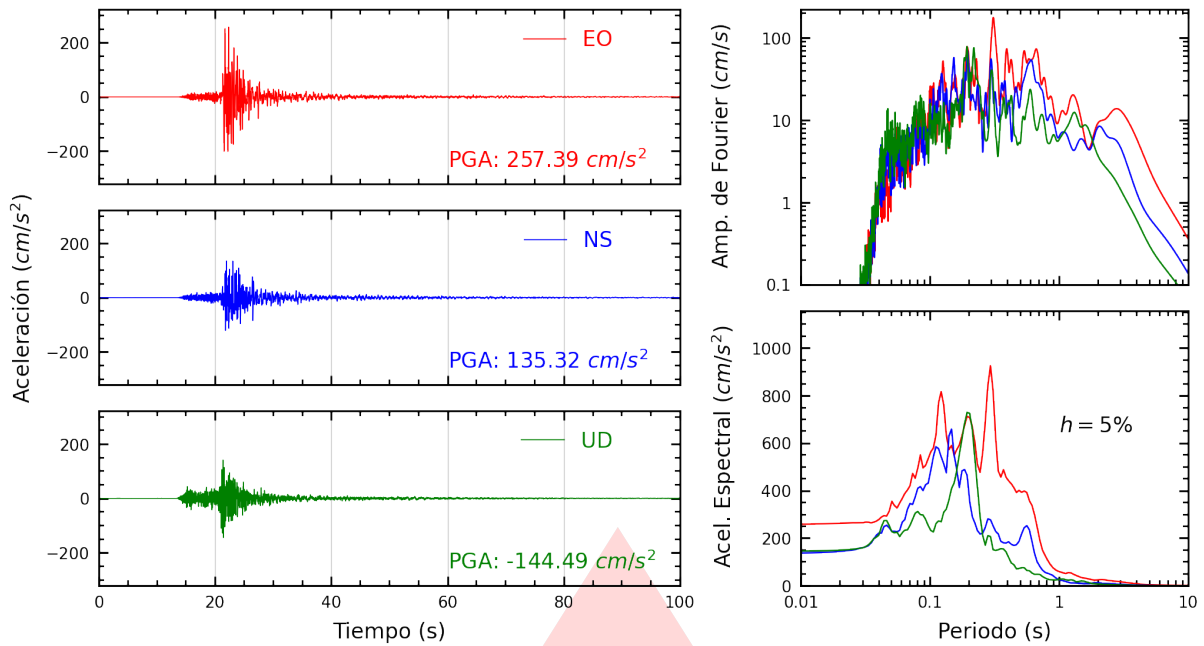 Aceleración (cm/s²)
200
0
−200
EO
PGA: 257.39 cm/s²
200
0
−200
NS
PGA: 135.32 cm/s²
200
0
−200
UD
PGA: -144.49 cm/s²
0 20 40 60 80 100
Tiempo (s)
Amp. de Fourier (cm/s)
100
10
1
0.1
Acel. Espectral (cm/s²)
1000
800
600
400
200
0
h = 5%
0.01 0.1 1 10
Periodo (s)